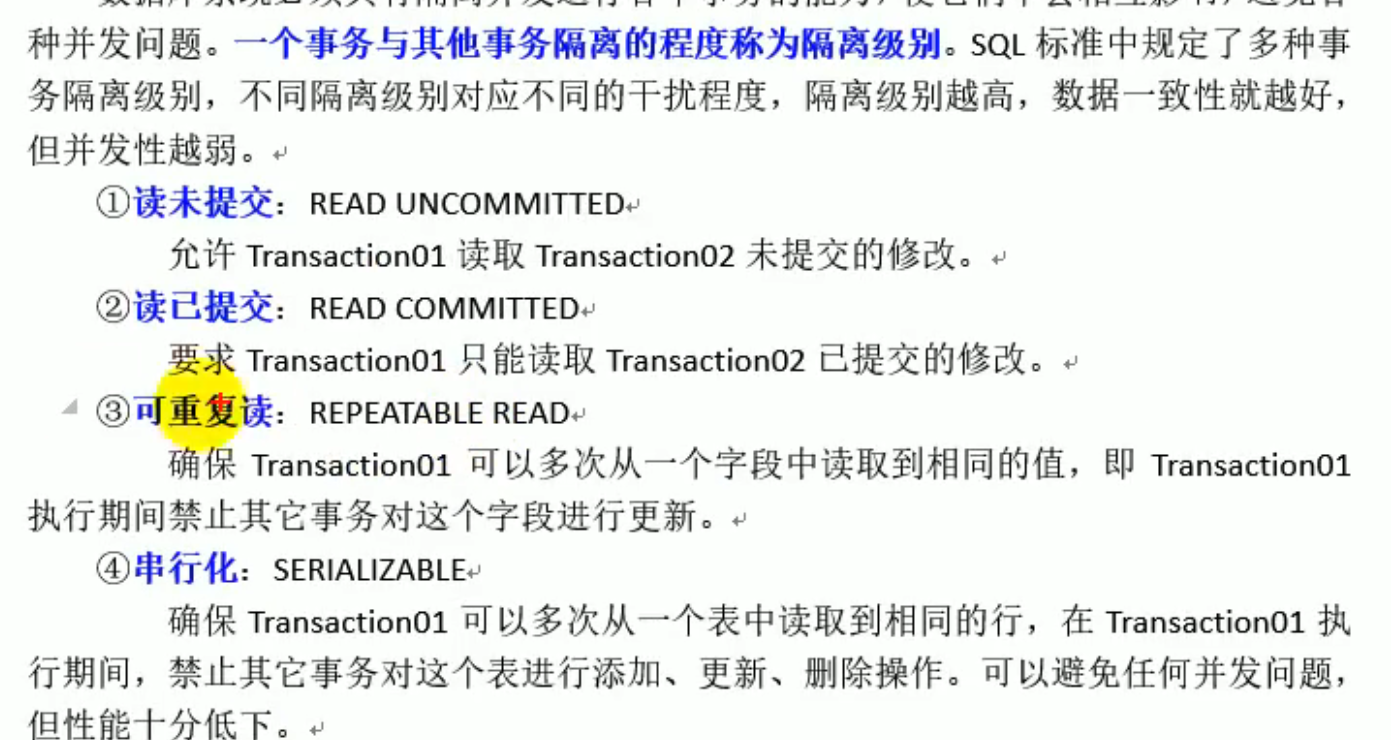 种并发问题。一个事务与其他事务隔离的程度称为隔离级别。SQL 标准中规定了多种事
务隔离级别，不同隔离级别对应不同的干扰程度，隔离级别越高，数据一致性就越好，
但并发性越弱。
①读未提交：READ UNCOMMITTED
允许 Transaction01 读取 Transaction02 未提交的修改。
②读已提交：READ COMMITTED
要求 Transaction01 只能读取 Transaction02 已提交的修改。
③可重复读：REPEATABLE READ
确保 Transaction01 可以多次从一个字段中读取到相同的值，即 Transaction01
执行期间禁止其它事务对这个字段进行更新。
④串行化：SERIALIZABLE
确保 Transaction01 可以多次从一个表中读取到相同的行，在 Transaction01 执
行期间，禁止其它事务对这个表进行添加、更新、删除操作。可以避免任何并发问题，
但性能十分低下。